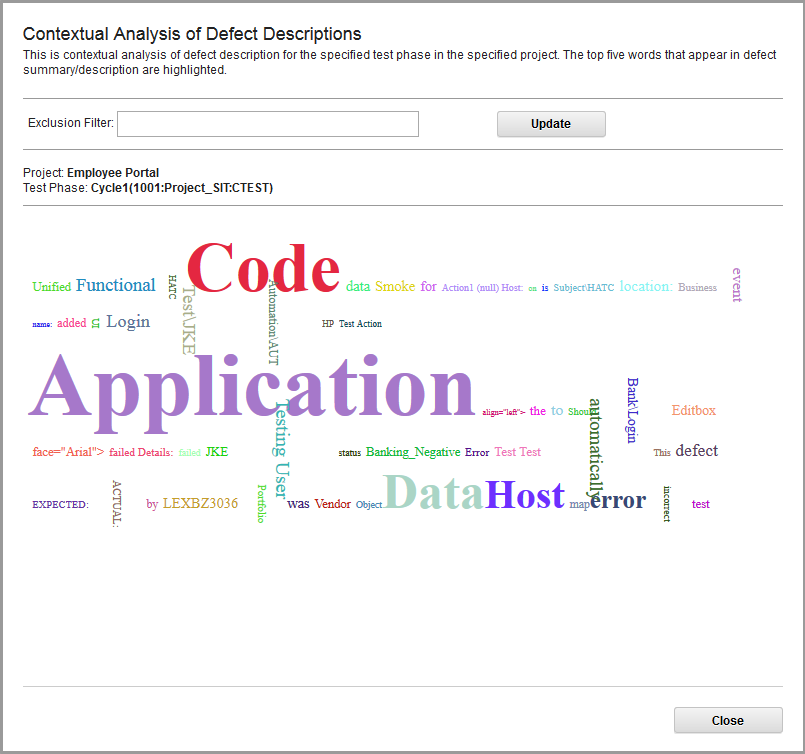 Contextual Analysis of Defect Descriptions
This is contextual analysis of defect description for the specified test phase in the specified project. The top five words that appear in defect
summary/description are highlighted.
Exclusion Filter:
Update
Project: Employee Portal
Test Phase: Cycle1(1001:Project_SIT:CTEST)
Unified Functional HATC Test\JKE Code Automation\AUT data Smoke for Action1 (null) Host: on is Subject\HATC location: Business event
name: added UI Login HP Test Action
Application Testing User align="left"> the to Should automatically Bank\Login Editbox
face="Arial"> failed Details: failed JKE status Banking_Negative Error Test Test This defect
EXPECTED: ACTUAL: by LEXBZ3036 Portfolio was Vendor Object Data Host map error incorrect test
Close